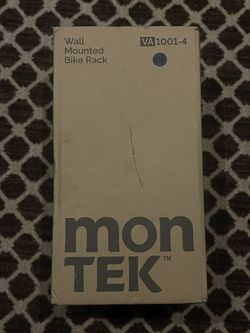 Wall
Mounted
Bike Rack
VA1001-4
mon
TEK™